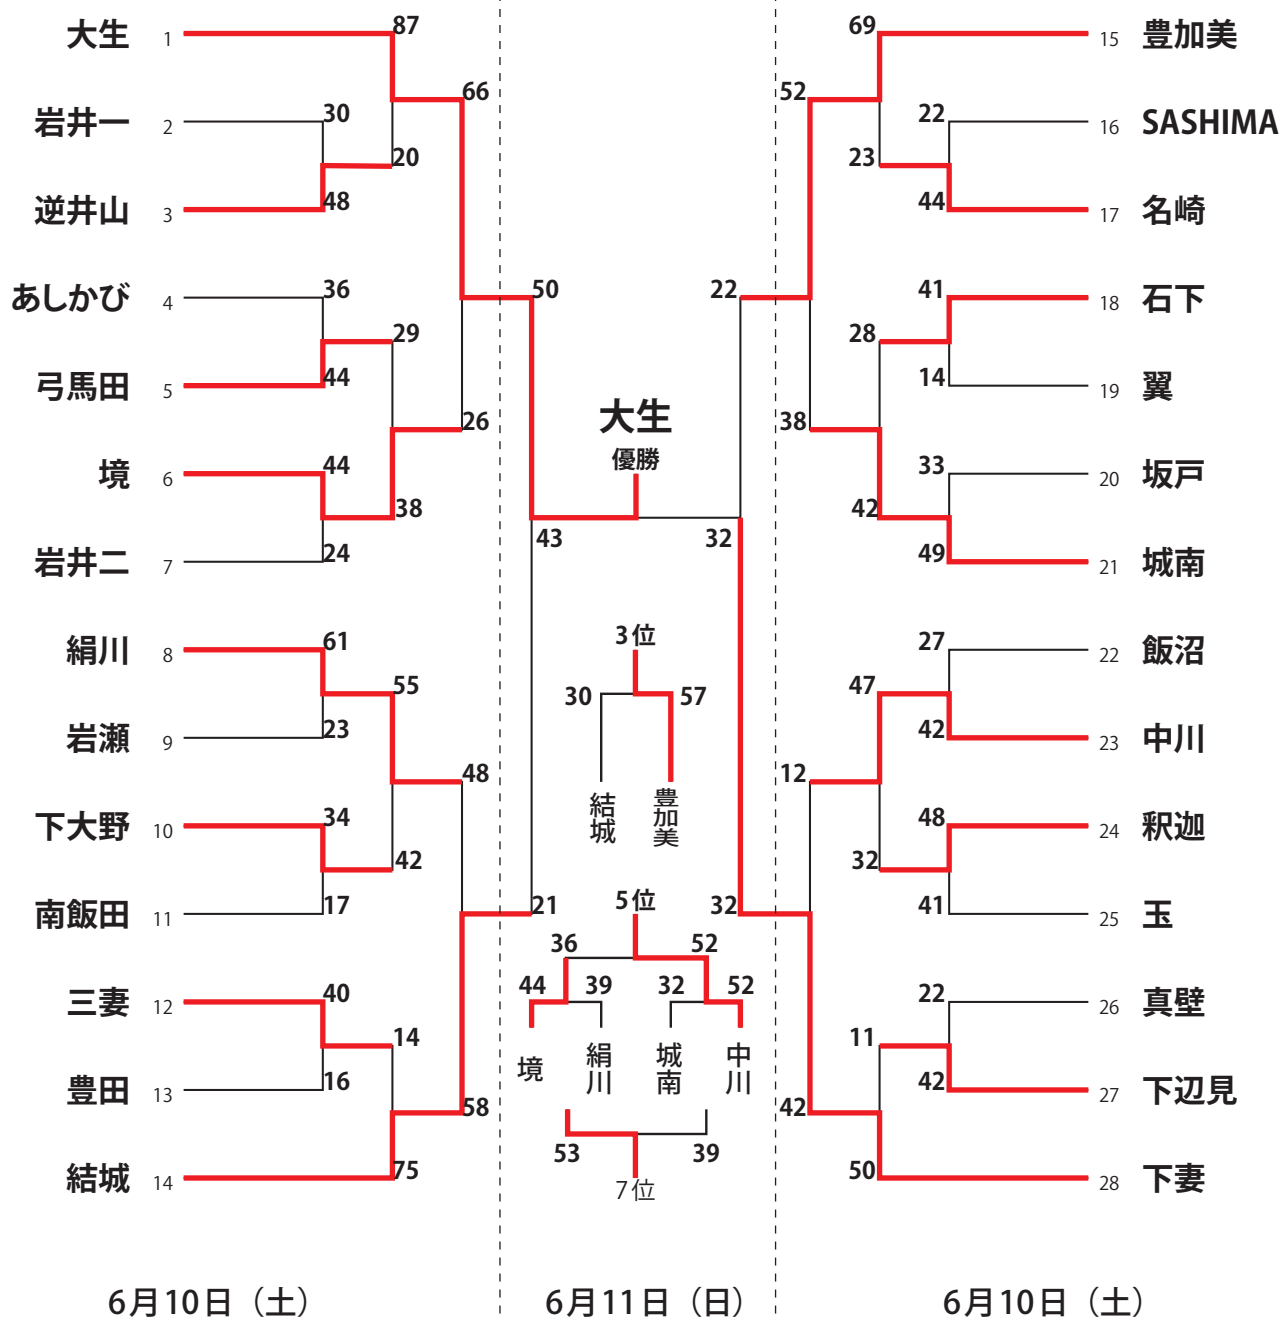 大生 1
岩井一 2
逆井山 3
あしかび 4
弓馬田 5
境 6
岩井二 7
絹川 8
岩瀬 9
下大野 10
南飯田 11
三妻 12
豊田 13
結城 14
87
30
20
48
66
36
29
44
26
44
38
24
61
55
23
48
34
42
17
40
14
16
58
75
50
43
21
大生
優勝
22
32
32
3位
30
57
結城
豊加美
5位
36
52
44
39
32
52
境
絹川
城南
中川
53
39
7位
69
52
22
23
44
41
28
14
38
33
42
49
27
47
42
12
48
32
41
22
11
42
42
50
15 豊加美
16 SASHIMA
17 名崎
18 石下
19 翼
20 坂戸
21 城南
22 飯沼
23 中川
24 釈迦
25 玉
26 真壁
27 下辺見
28 下妻
6月10日（土）
6月11日（日）
6月10日（土）